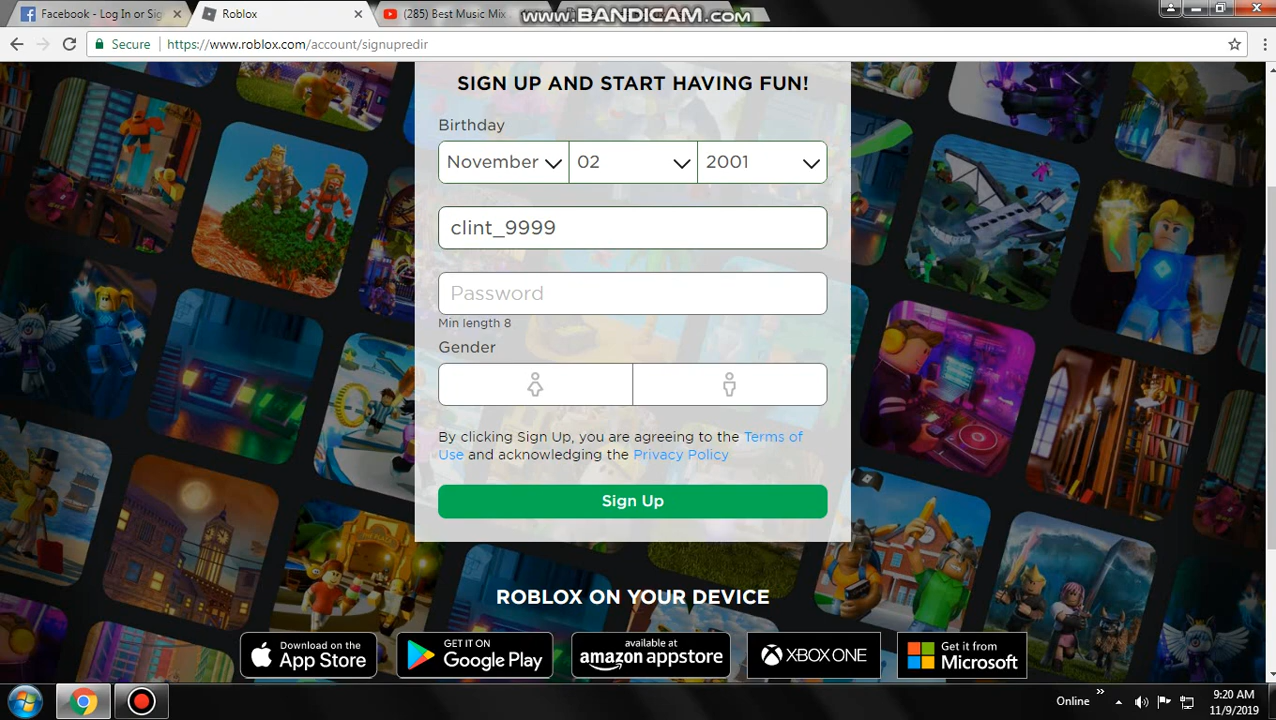 Facebook - Log In or Sig
Roblox
(285) Best Music Mix
www.BANDICAM.com
Secure
https://www.roblox.com/account/signupredir
SIGN UP AND START HAVING FUN!
Birthday
November 02 2001
clint_9999
Password
Min length 8
Gender
By clicking Sign Up, you are agreeing to the Terms of
Use and acknowledging the Privacy Policy
Sign Up
ROBLOX ON YOUR DEVICE
Download on the
App Store
GET IT ON
Google Play
available at
amazon appstore
XBOX ONE
Get it from
Microsoft
Online
9:20 AM
11/9/2019